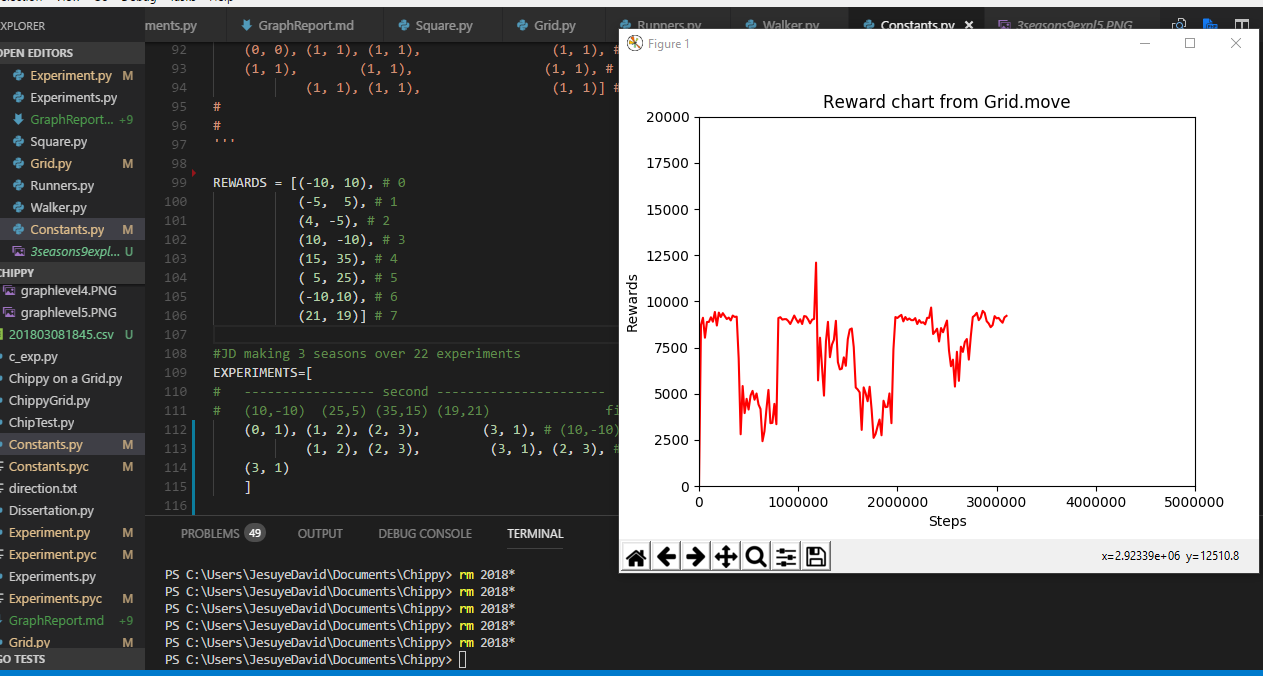 Selection View Go Debug Tasks Help
EXPLORER
OPEN EDITORS
Experiment.py M
Experiments.py
GraphReport... +9
Square.py
Grid.py M
Runners.py
Walker.py
Constants.py M
3seasons9expl... U
CHIPPY
graphlevel4.PNG
graphlevel5.PNG
201803081845.csv U
c_exp.py
Chippy on a Grid.py
ChippyGrid.py
ChipTest.py
Constants.py M
Constants.pyc M
direction.txt
Dissertation.py
Experiment.py M
Experiment.pyc M
Experiments.py
Experiments.pyc M
GraphReport.md +9
Grid.py M
GO TESTS
ments.py GraphReport.md Square.py Grid.py Runners.py Walker.py Constants.py 3seasons9expl5.PNG
92 (0, 0), (1, 1), (1, 1), (1, 1), #
93 (1, 1), (1, 1), (1, 1), #
94 (1, 1), (1, 1), (1, 1)] #
95 #
96 #
97 '''
98
99 REWARDS = [(-10, 10), # 0
100 (-5, 5), # 1
101 (4, -5), # 2
102 (10, -10), # 3
103 (15, 35), # 4
104 ( 5, 25), # 5
105 (-10,10), # 6
106 (21, 19)] # 7
107
108 #JD making 3 seasons over 22 experiments
109 EXPERIMENTS=[
110 # ----------------- second ----------------------
111 # (10,-10) (25,5) (35,15) (19,21) fi
112 (0, 1), (1, 2), (2, 3), (3, 1), # (10,-10)
113 (1, 2), (2, 3), (3, 1), (2, 3), #
114 (3, 1)
115 ]
116
PROBLEMS 49 OUTPUT DEBUG CONSOLE TERMINAL
PS C:\Users\JesuyeDavid\Documents\Chippy> rm 2018*
PS C:\Users\JesuyeDavid\Documents\Chippy> rm 2018*
PS C:\Users\JesuyeDavid\Documents\Chippy> rm 2018*
PS C:\Users\JesuyeDavid\Documents\Chippy> rm 2018*
PS C:\Users\JesuyeDavid\Documents\Chippy> rm 2018*
PS C:\Users\JesuyeDavid\Documents\Chippy>
Figure 1
Reward chart from Grid.move
20000
17500
15000
12500
10000
7500
5000
2500
0
Rewards
0 1000000 2000000 3000000 4000000 5000000
Steps
x=2.92339e+06 y=12510.8